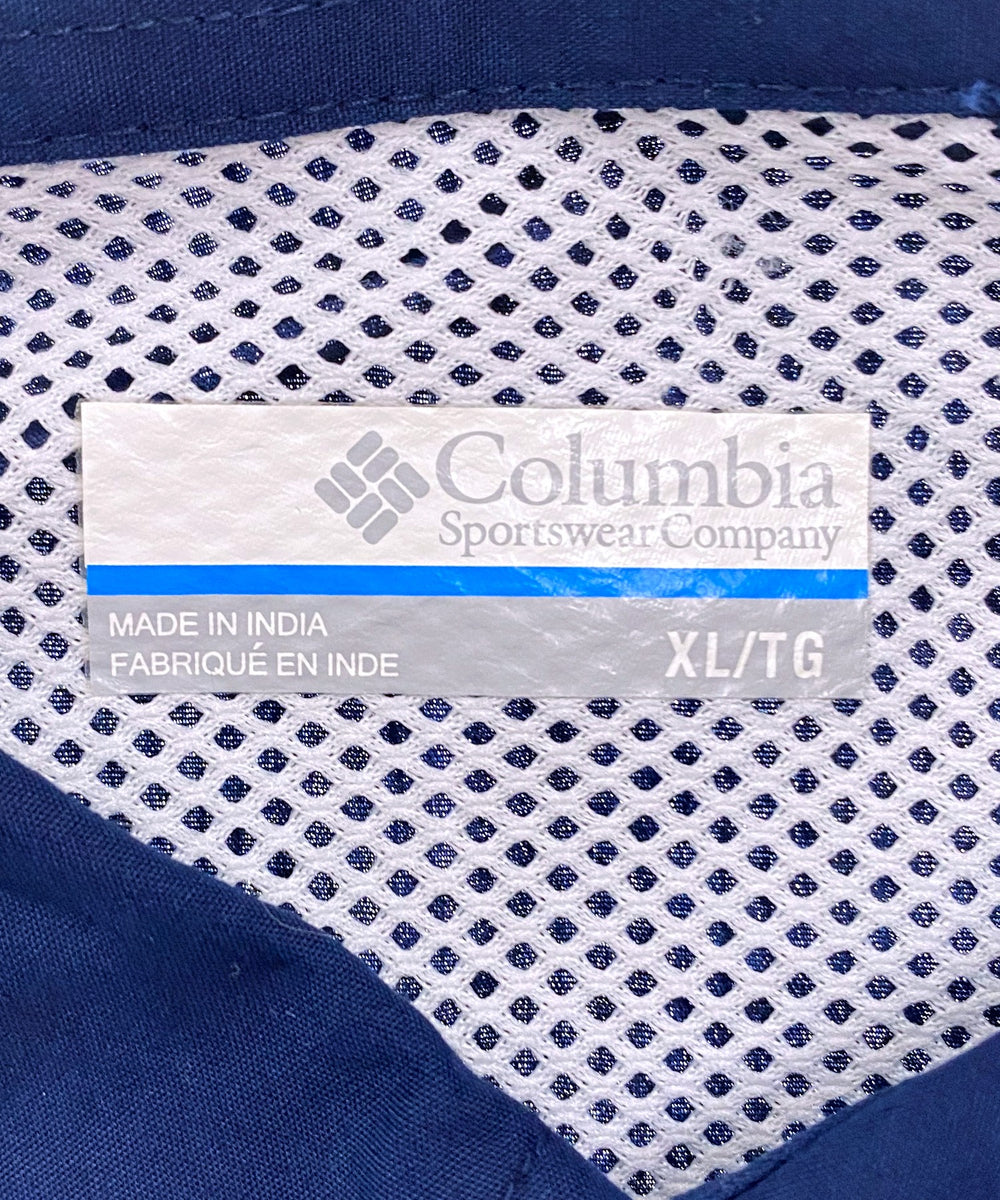 Columbia
Sportswear Company
MADE IN INDIA
FABRIQUÉ EN INDE
XL/TG